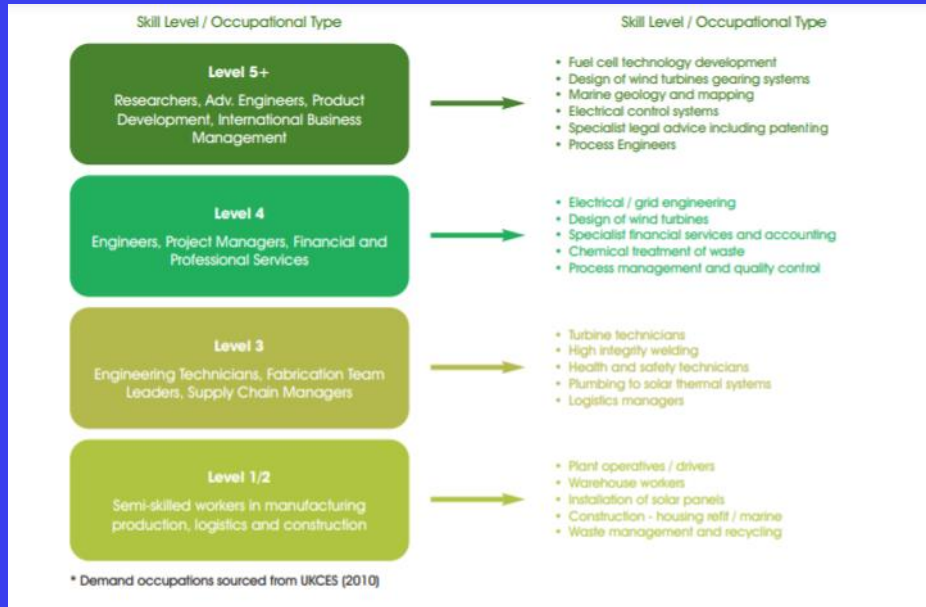 Skill Level / Occupational Type
Skill Level / Occupational Type
Level 5+
Researchers, Adv. Engineers, Product
Development, International Business
Management
• Fuel cell technology development
• Design of wind turbines gearing systems
• Marine geology and mapping
• Electrical control systems
• Specialist legal advice including patenting
• Process Engineers
Level 4
Engineers, Project Managers, Financial and
Professional Services
• Electrical / grid engineering
• Design of wind turbines
• Specialist financial services and accounting
• Chemical treatment of waste
• Process management and quality control
Level 3
Engineering Technicians, Fabrication Team
Leaders, Supply Chain Managers
• Turbine technicians
• High integrity welding
• Health and safety technicians
• Plumbing to solar thermal systems
• Logistics managers
Level 1/2
Semi-skilled workers in manufacturing
production, logistics and construction
• Plant operatives / drivers
• Warehouse workers
• Installation of solar panels
• Construction - housing refit / marine
• Waste management and recycling
* Demand occupations sourced from UKCES (2010)